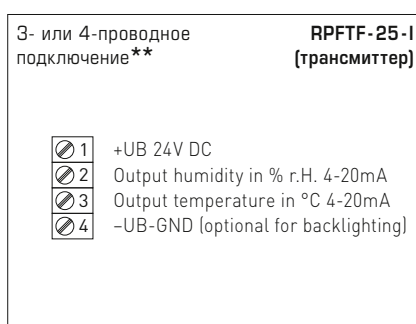 3- или 4-проводное
подключение**
RPFTF-25-I
(трансмиттер)
1 +UB 24V DC
2 Output humidity in % r.H. 4-20mA
3 Output temperature in °C 4-20mA
4 –UB-GND (optional for backlighting)